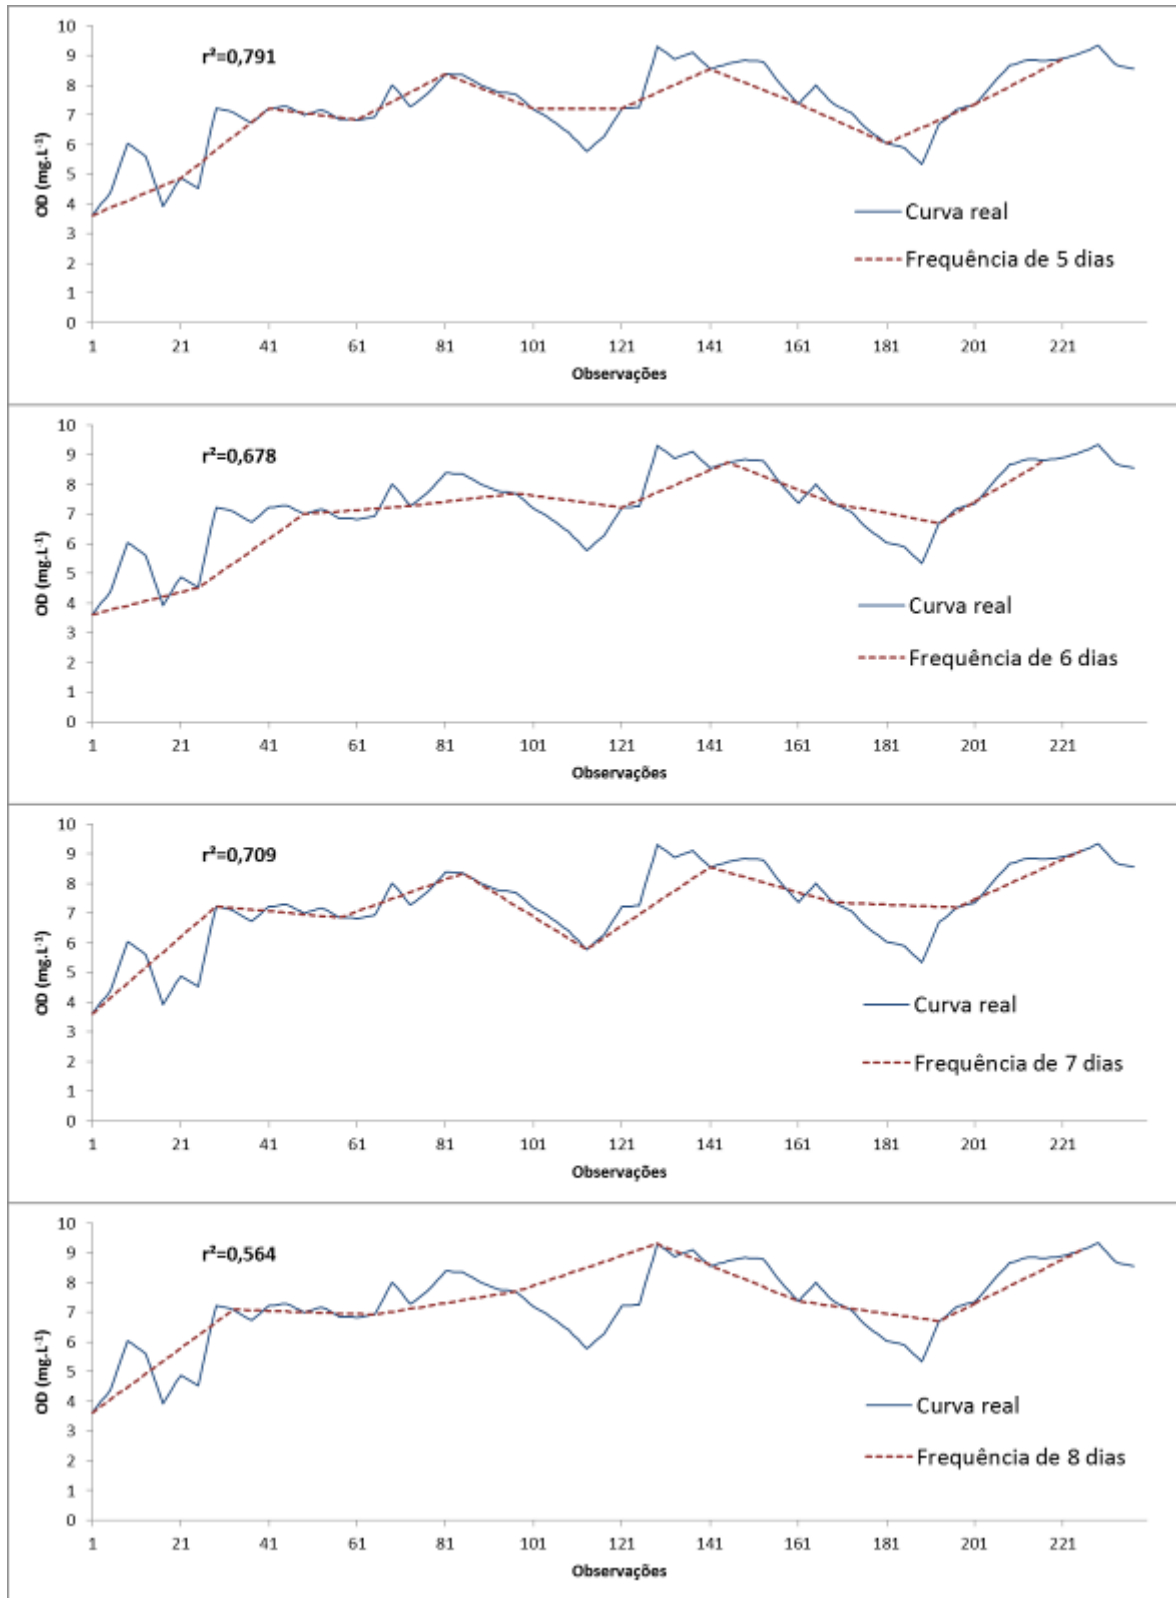 10
r²=0,791
9
8
7
6
5
4
3
2
1
0
OD (mg.L-1)
Curva real
Frequência de 5 dias
1 21 41 61 81 101 121 141 161 181 201 221
Observações
10
r²=0,678
9
8
7
6
5
4
3
2
1
0
OD (mg.L-1)
Curva real
Frequência de 6 dias
1 21 41 61 81 101 121 141 161 181 201 221
Observações
10
r²=0,709
9
8
7
6
5
4
3
2
1
0
OD (mg.L-1)
Curva real
Frequência de 7 dias
1 21 41 61 81 101 121 141 161 181 201 221
Observações
10
r²=0,564
9
8
7
6
5
4
3
2
1
0
OD (mg.L-1)
Curva real
Frequência de 8 dias
1 21 41 61 81 101 121 141 161 181 201 221
Observações